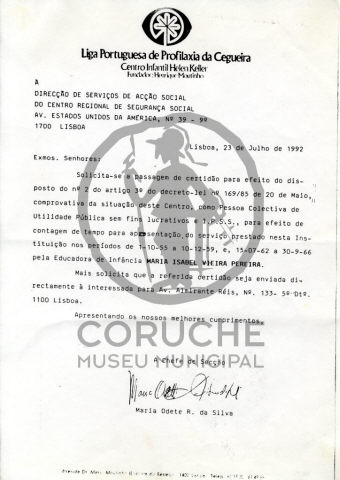 Liga Portuguesa de Profilaxia da Cegueira
Centro Infantil Helen Keller
Fundador: Henrique Moutinho
A
DIRECÇÃO DE SERVIÇOS DE ACÇÃO SOCIAL
DO CENTRO REGIONAL DE SEGURANÇA SOCIAL
AV. ESTADOS UNIDOS DA AMÉRICA, Nº 39 - 9º
1700 LISBOA
Lisboa, 23 de Julho de 1992
Exmos. Senhores:
Solicita-se a passagem de certidão para efeito do dis-
posto do nº 2 do artigo 3º do decreto-lei nº 169/85 de 20 de Maio,
comprovativa da situação deste Centro, como Pessoa Colectiva de
Utilidade Pública sem fins lucrativos e I.P.S.S., para efeito de
contagem de tempo para apresentação do serviço prestado nesta Ins-
tituição nos períodos de 1-10-55 a 10-12-59, e, 15-07-62 a 30-9-66
pela Educadora de Infância MARIA ISABEL VIEIRA PEREIRA.
Mais solicita que a referida certidão seja enviada di-
rectamente à interessada para Av. Almirante Réis, Nº. 133- 5º Dtº.
1100 Lisboa.
Apresentando os nossos melhores cumprimentos,
CORUCHE
MUSEU MUNICIPAL
A Chefe de Secção
Maria Odete R. da Silva